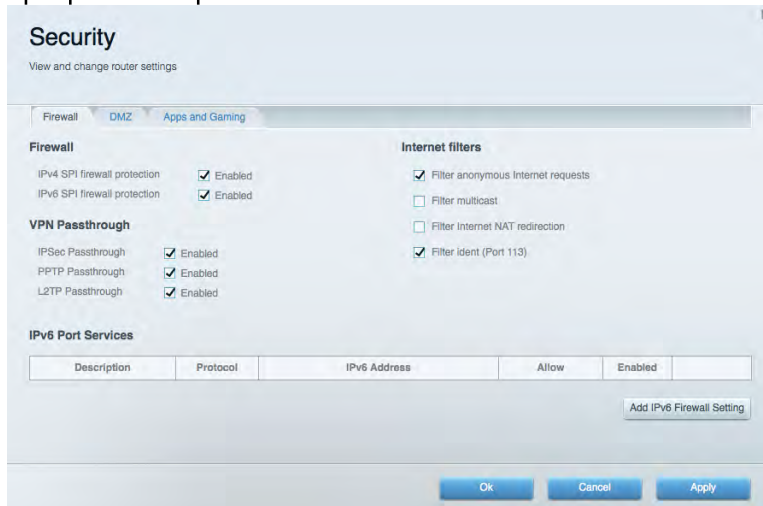 Security
View and change router settings
Firewall DMZ Apps and Gaming
Firewall
IPv4 SPI firewall protection Enabled
IPv6 SPI firewall protection Enabled
VPN Passthrough
IPSec Passthrough Enabled
PPTP Passthrough Enabled
L2TP Passthrough Enabled
Internet filters
Filter anonymous Internet requests
Filter multicast
Filter Internet NAT redirection
Filter ident (Port 113)
IPv6 Port Services
Description Protocol IPv6 Address Allow Enabled
Add IPv6 Firewall Setting
Ok Cancel Apply